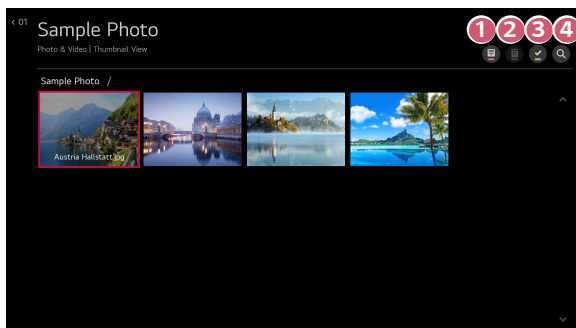 < 01
Sample Photo
Photo & Video | Thumbnail View
1 2 3 4
Sample Photo /
Austria Hallstatt.jpg